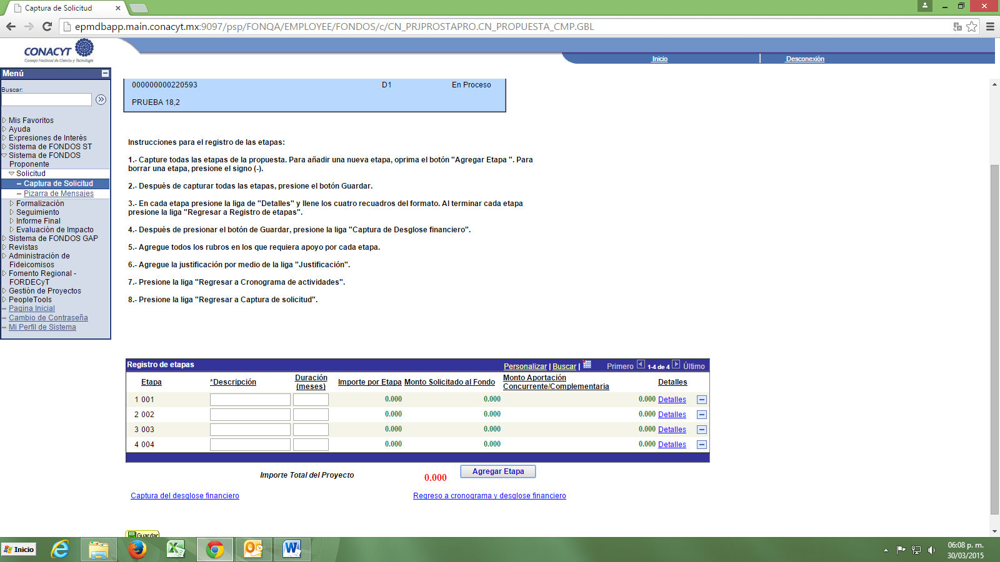 Captura de Solicitud
epmdbapp.main.conacyt.mx:9097/psp/FONQA/EMPLOYEE/FONDOS/c/CN_PRJPROSTAPRO.CN_PROPUESTA_CMP.GBL
CONACYT
Consejo Nacional de Ciencia y Tecnología
Inicio
Desconexión
Menú
Buscar:
Mis Favoritos
Ayuda
Expresiones de Interés
Sistema de FONDOS ST
Sistema de FONDOS
Proponente
Solicitud
Captura de Solicitud
Pizarra de Mensajes
Formalización
Seguimiento
Informe Final
Evaluación de Impacto
Sistema de FONDOS GAP
Revistas
Administración de
Fideicomisos
Fomento Regional -
FORDECyT
Gestión de Proyectos
PeopleTools
Pagina Inicial
Cambio de Contraseña
Mi Perfil de Sistema
000000000220593 D1 En Proceso
PRUEBA 18,2
Instrucciones para el registro de las etapas:
1.- Capture todas las etapas de la propuesta. Para añadir una nueva etapa, oprima el botón "Agregar Etapa ". Para
borrar una etapa, presione el signo (-).
2.- Después de capturar todas las etapas, presione el botón Guardar.
3.- En cada etapa presione la liga de "Detalles" y llene los cuatro recuadros del formato. Al terminar cada etapa
presione la liga "Regresar a Registro de etapas".
4.- Después de presionar el botón de Guardar, presione la liga "Captura de Desglose financiero".
5.- Agregue todos los rubros en los que requiera apoyo por cada etapa.
6.- Agregue la justificación por medio de la liga "Justificación".
7.- Presione la liga "Regresar a Cronograma de actividades".
8.- Presione la liga "Regresar a Captura de solicitud".
Registro de etapas Personalizar | Buscar | Primero 1-4 de 4 Último
Etapa *Descripción Duración (meses) Importe por Etapa Monto Solicitado al Fondo Monto Aportación Concurrente/Complementaria Detalles
1 001 0.000 0.000 0.000 Detalles
2 002 0.000 0.000 0.000 Detalles
3 003 0.000 0.000 0.000 Detalles
4 004 0.000 0.000 0.000 Detalles
Importe Total del Proyecto 0.000 Agregar Etapa
Captura del desglose financiero Regreso a cronograma y desglose financiero
Guardar
Inicio
06:08 p. m.
30/03/2015